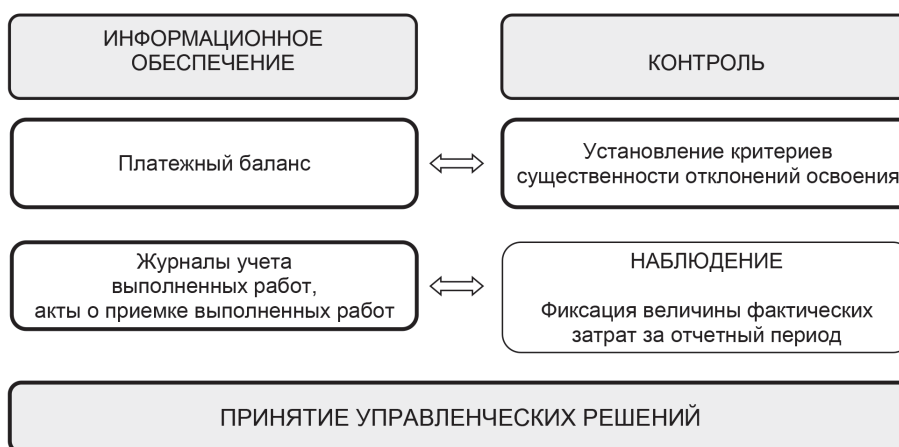 ИНФОРМАЦИОННОЕ
ОБЕСПЕЧЕНИЕ
КОНТРОЛЬ
Платежный баланс
Установление критериев
существенности отклонений освоения
Журналы учета
выполненных работ,
акты о приемке выполненных работ
НАБЛЮДЕНИЕ
Фиксация величины фактических
затрат за отчетный период
ПРИНЯТИЕ УПРАВЛЕНЧЕСКИХ РЕШЕНИЙ